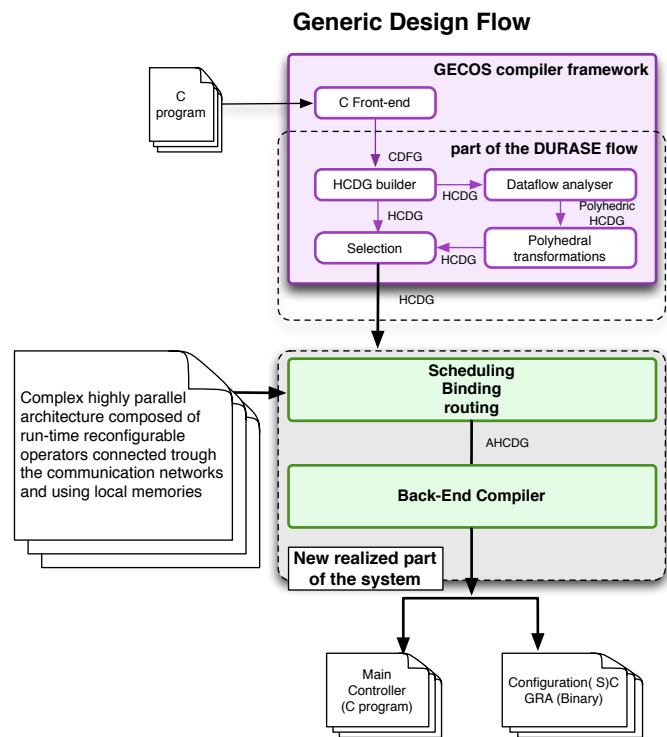 Generic Design Flow
GECOS compiler framework
C
program
C Front-end
CDFG
part of the DURASE flow
HCDG builder
HCDG
Dataflow analyser
HCDG
Polyhedric
HCDG
Selection
HCDG
Polyhedral
transformations
HCDG
Complex highly parallel
architecture composed of
run-time reconfigurable
operators connected trough
the communication networks
and using local memories
Scheduling
Binding
routing
AHCDG
Back-End Compiler
New realized part
of the system
Main
Controller
(C program)
Configuration( S)C
GRA (Binary)